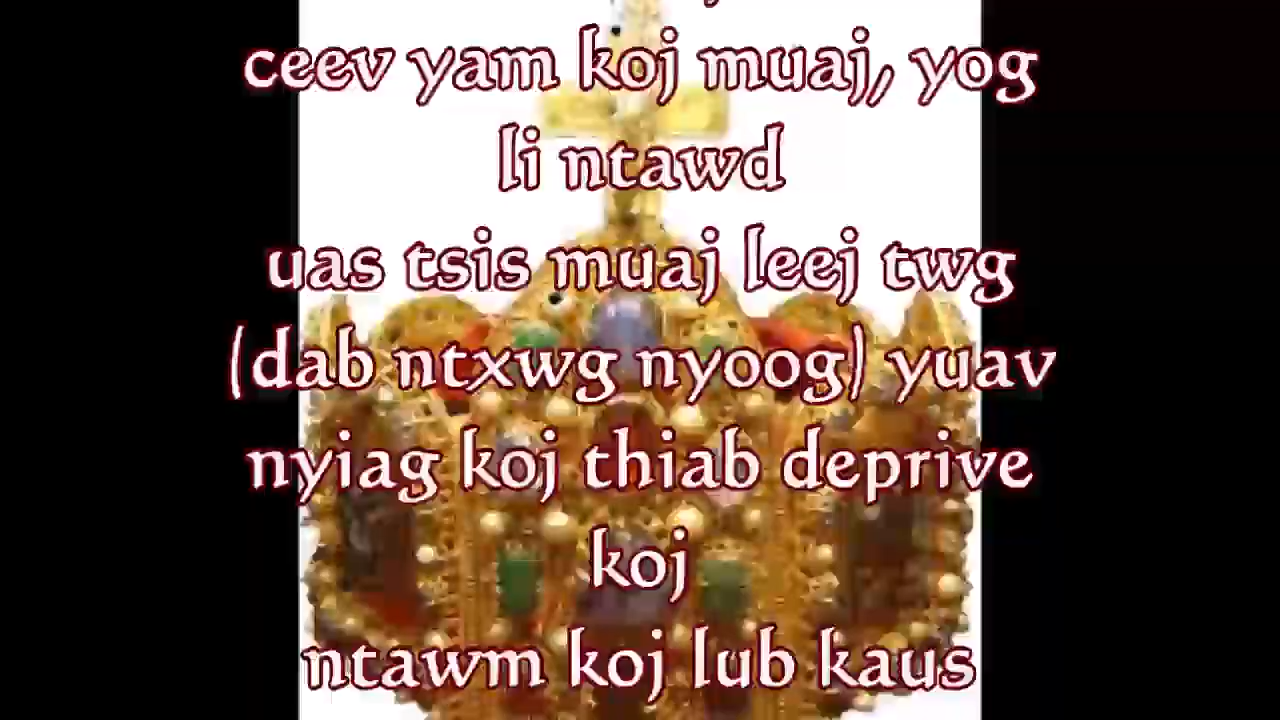 ceev yam koj muaj, yog
li ntawd
uas tsis muaj leej twg
(dab ntxwg nyoog) yuav
nyiag koj thiab deprive
koj
ntawm koj lub kaus